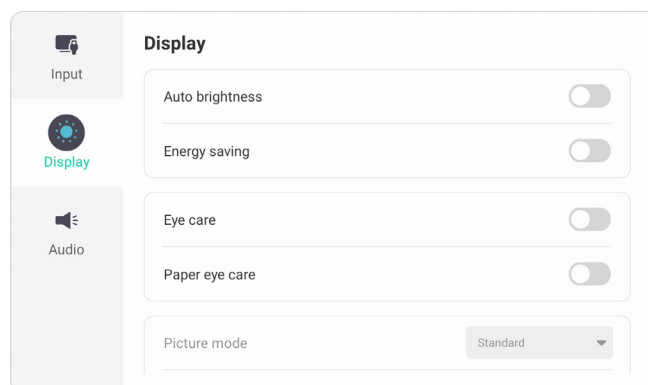 Input
Display
Audio
Display
Auto brightness
Energy saving
Eye care
Paper eye care
Picture mode
Standard